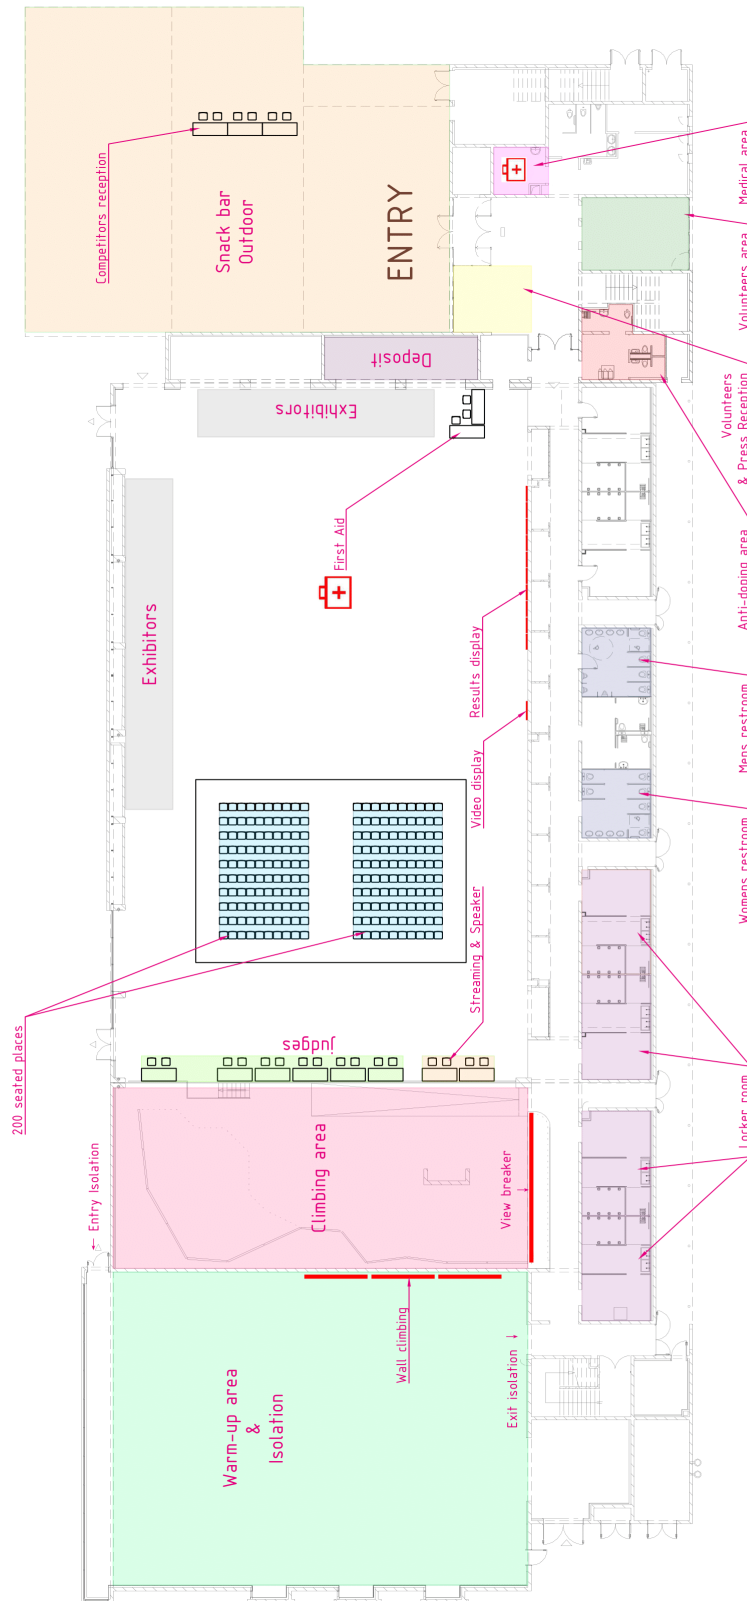 Competitors reception
Snack bar
Outdoor
ENTRY
Medical area
Volunteers area
Volunteers
& Press Reception
Anti-doping area
Deposit
Exhibitors
Exhibitors
First Aid
Results display
Video display
Mens restroom
Womens restroom
200 seated places
Streaming & Speaker
judges
Locker room
← Entry Isolation
Climbing area
View breaker
Wall climbing
Exit isolation →
Warm-up area
&
Isolation